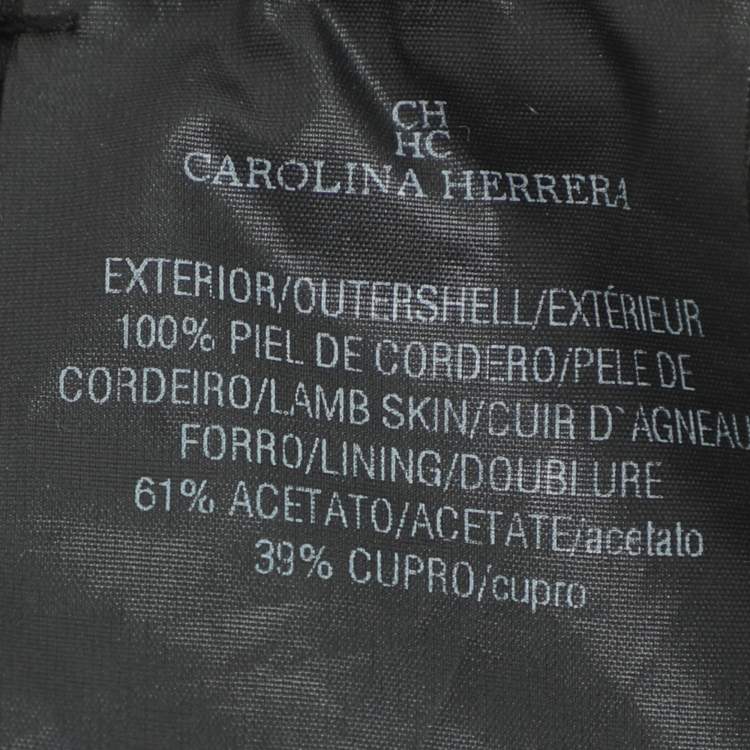 CH
HC
CAROLINA HERRERA
EXTERIOR/OUTERSHELL/EXTÉRIEUR
100% PIEL DE CORDERO/PELE DE
CORDEIRO/LAMB SKIN/CUIR D`AGNEAU
FORRO/LINING/DOUBLURE
61% ACETATO/ACETATE/acetato
39% CUPRO/cupro